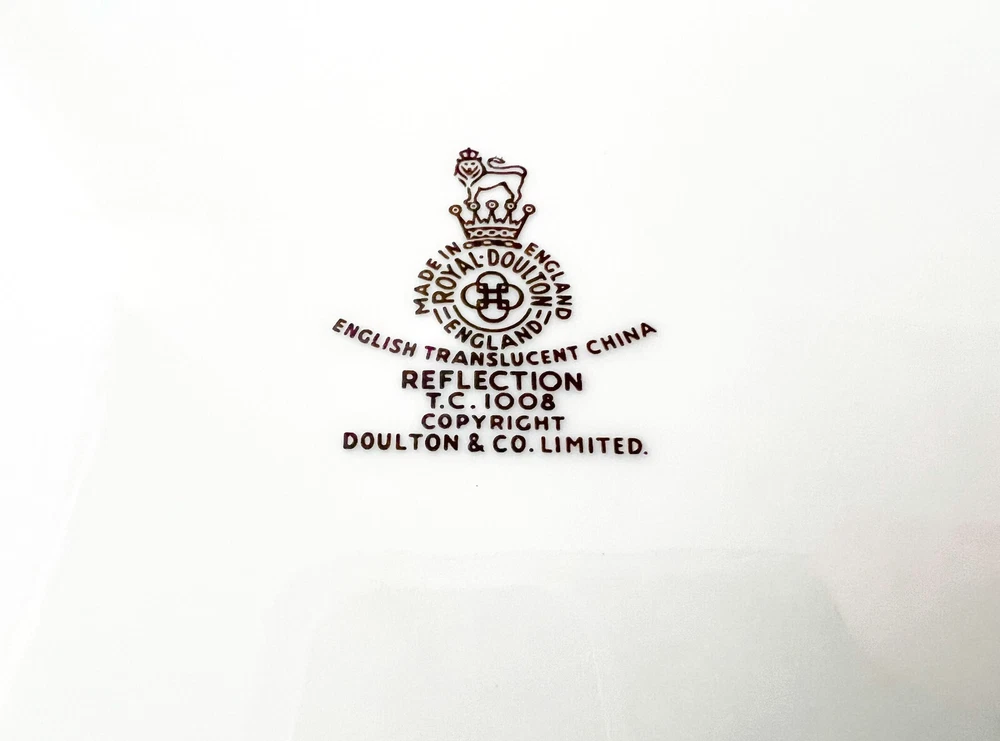 MADE IN ENGLAND
ROYAL·DOULTON
ENGLAND
ENGLISH TRANSLUCENT CHINA
REFLECTION
T.C. 1008
COPYRIGHT
DOULTON & CO. LIMITED.